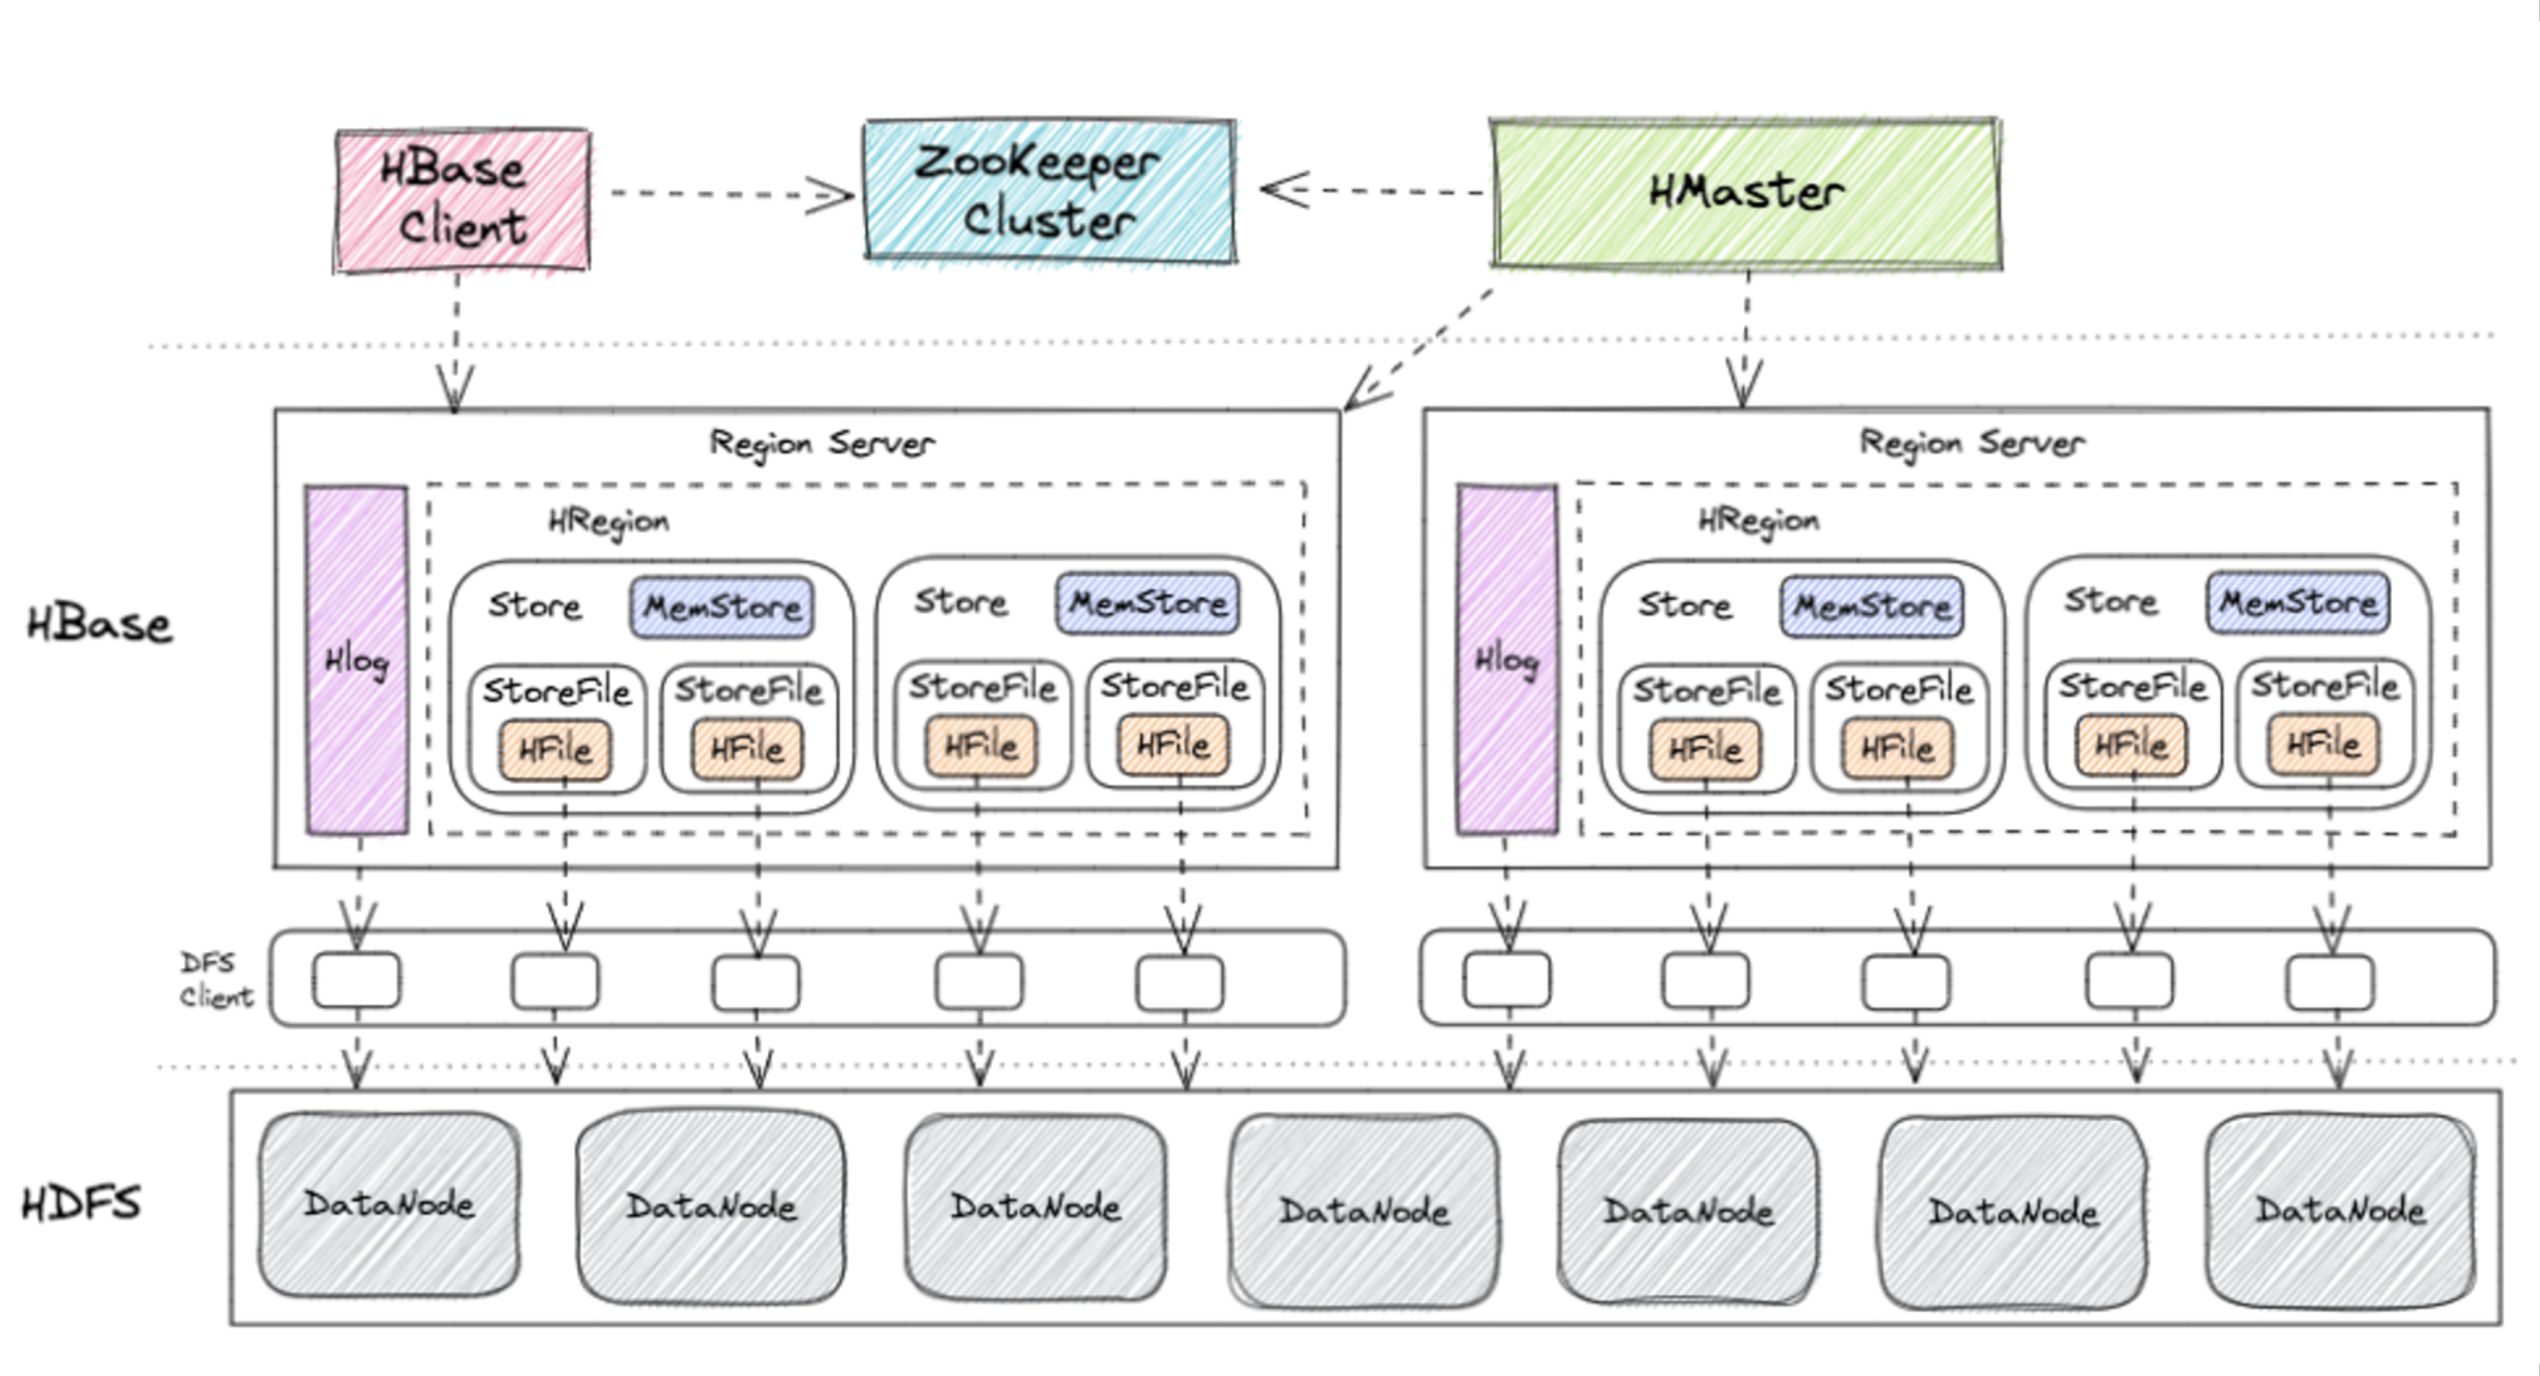 HBase
Client
ZooKeeper
Cluster
HMaster
HBase
Region Server
Hlog
HRegion
Store
MemStore
StoreFile
HFile
StoreFile
HFile
Store
MemStore
StoreFile
HFile
StoreFile
HFile
Region Server
Hlog
HRegion
Store
MemStore
StoreFile
HFile
StoreFile
HFile
Store
MemStore
StoreFile
HFile
StoreFile
HFile
DFS
Client
HDFS
DataNode
DataNode
DataNode
DataNode
DataNode
DataNode
DataNode